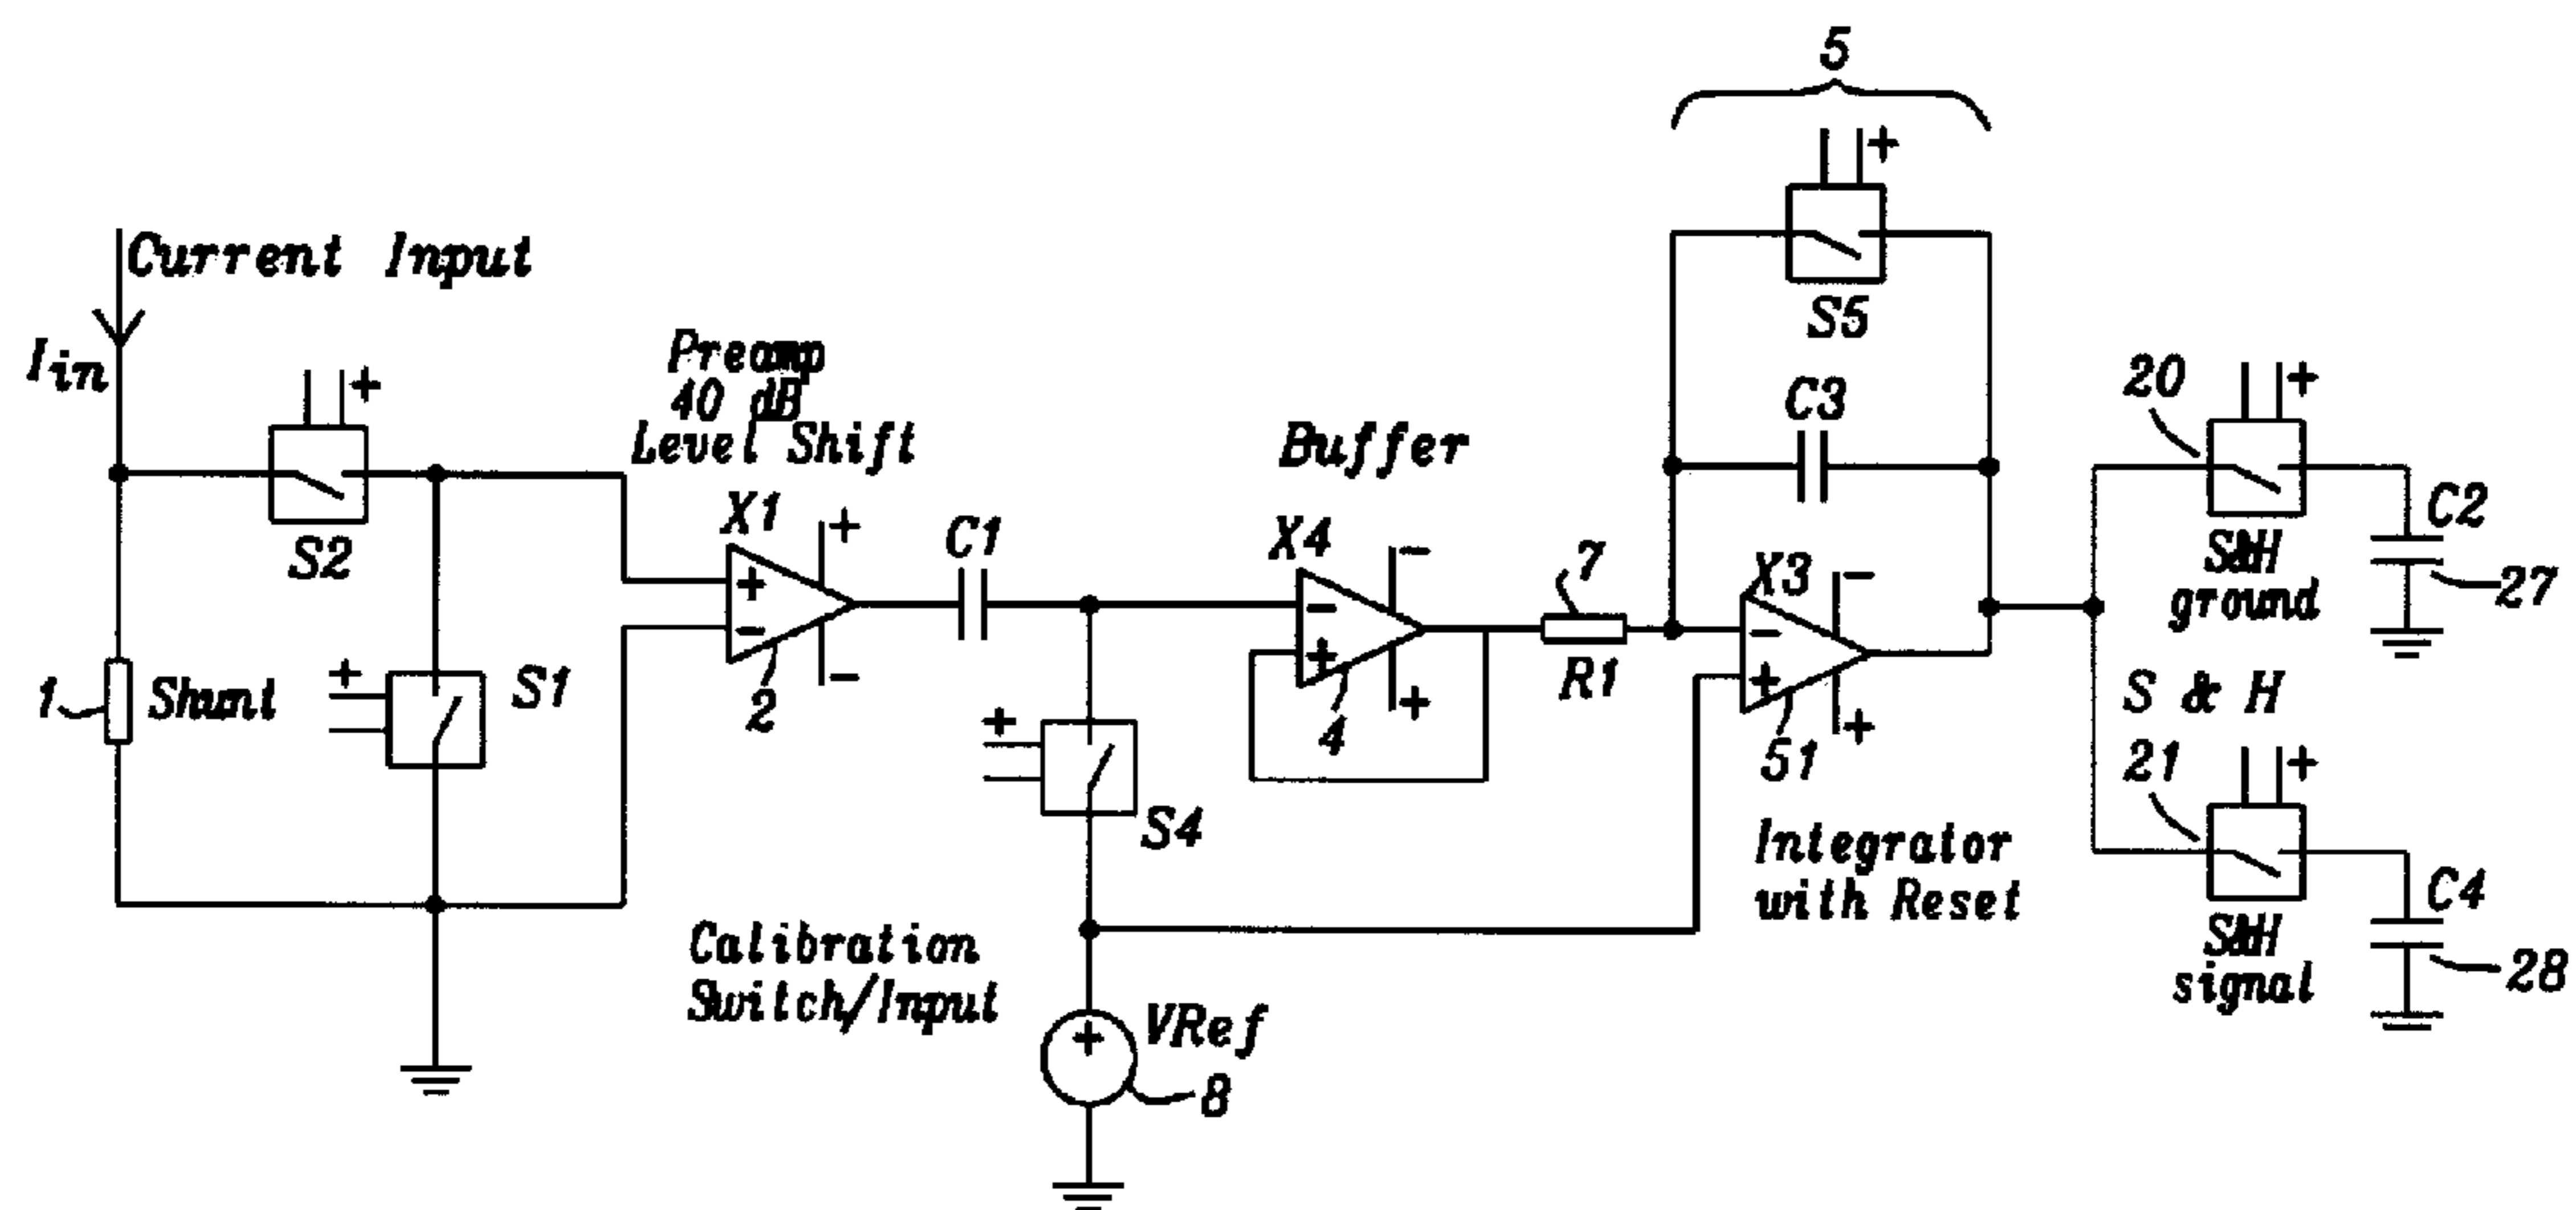 5
Current Input
Iin
+
S2
Preamp
40 dB
Level Shift
X1
+
+
-
-
2
1
Shunt
+
S1
C1
Buffer
X4
-
-
+
+
4
+
S4
7
R1
+
S5
C3
X3
-
-
+
+
51
Integrator
with Reset
Calibration
Switch/Input
+
VRef
8
20
+
S&H
ground
C2
27
S & H
21
+
S&H
signal
C4
28